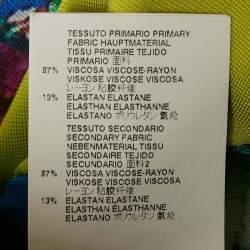 TESSUTO PRIMARIO PRIMARY
FABRIC HAUPTMATERIAL
TISSU PRIMAIRE TEJIDO
PRIMARIO 面料
87% VISCOSA VISCOSE-RAYON
VISKOSE VISCOSE VISCOSA
レーヨン 粘胶纤维
13% ELASTAN ELASTANE
ELASTHAN ELASTHANNE
ELASTANO ポリウレタン 氨纶
TESSUTO SECONDARIO
SECONDARY FABRIC
NEBENMATERIAL TISSU
SECONDAIRE TEJIDO
SECUNDARIO 面料2
87% VISCOSA VISCOSE-RAYON
VISKOSE VISCOSE VISCOSA
レーヨン 粘胶纤维
13% ELASTAN ELASTANE
ELASTHAN ELASTHANNE
ELASTANO ポリウレタン 氨纶